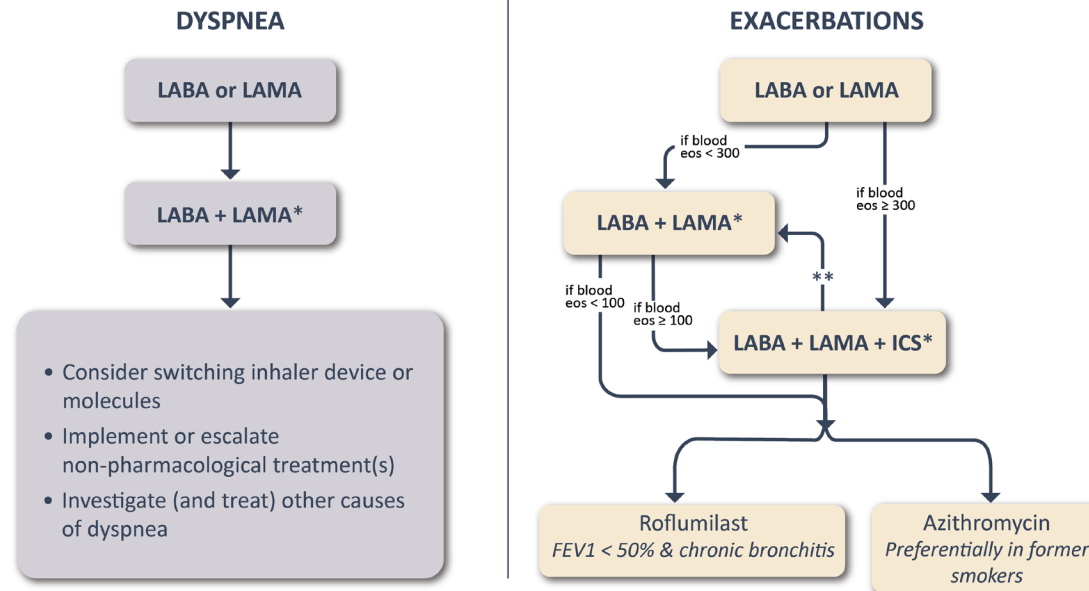 DYSPNEA
LABA or LAMA
LABA + LAMA*
• Consider switching inhaler device or
molecules
• Implement or escalate
non-pharmacological treatment(s)
• Investigate (and treat) other causes
of dyspnea
EXACERBATIONS
LABA or LAMA
if blood
eos < 300
if blood
eos ≥ 300
LABA + LAMA*
**
if blood
eos < 100
if blood
eos ≥ 100
LABA + LAMA + ICS*
Roflumilast
FEV1 < 50% & chronic bronchitis
Azithromycin
Preferentially in former
smokers